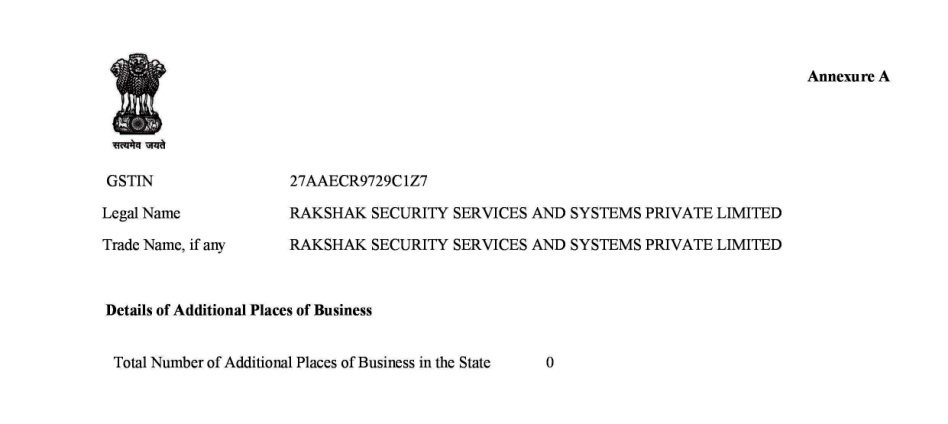 Annexure A
सत्यमेव जयते
GSTIN 27AAECR9729C1Z7
Legal Name RAKSHAK SECURITY SERVICES AND SYSTEMS PRIVATE LIMITED
Trade Name, if any RAKSHAK SECURITY SERVICES AND SYSTEMS PRIVATE LIMITED
Details of Additional Places of Business
Total Number of Additional Places of Business in the State 0